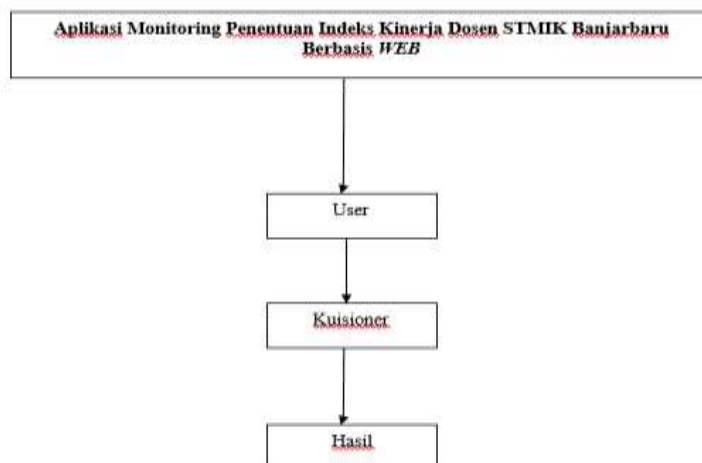 Aplikasi Monitoring Penentuan Indeks Kinerja Dosen STMIK Banjarbaru
Berbasis WEB
User
Kuisioner
Hasil